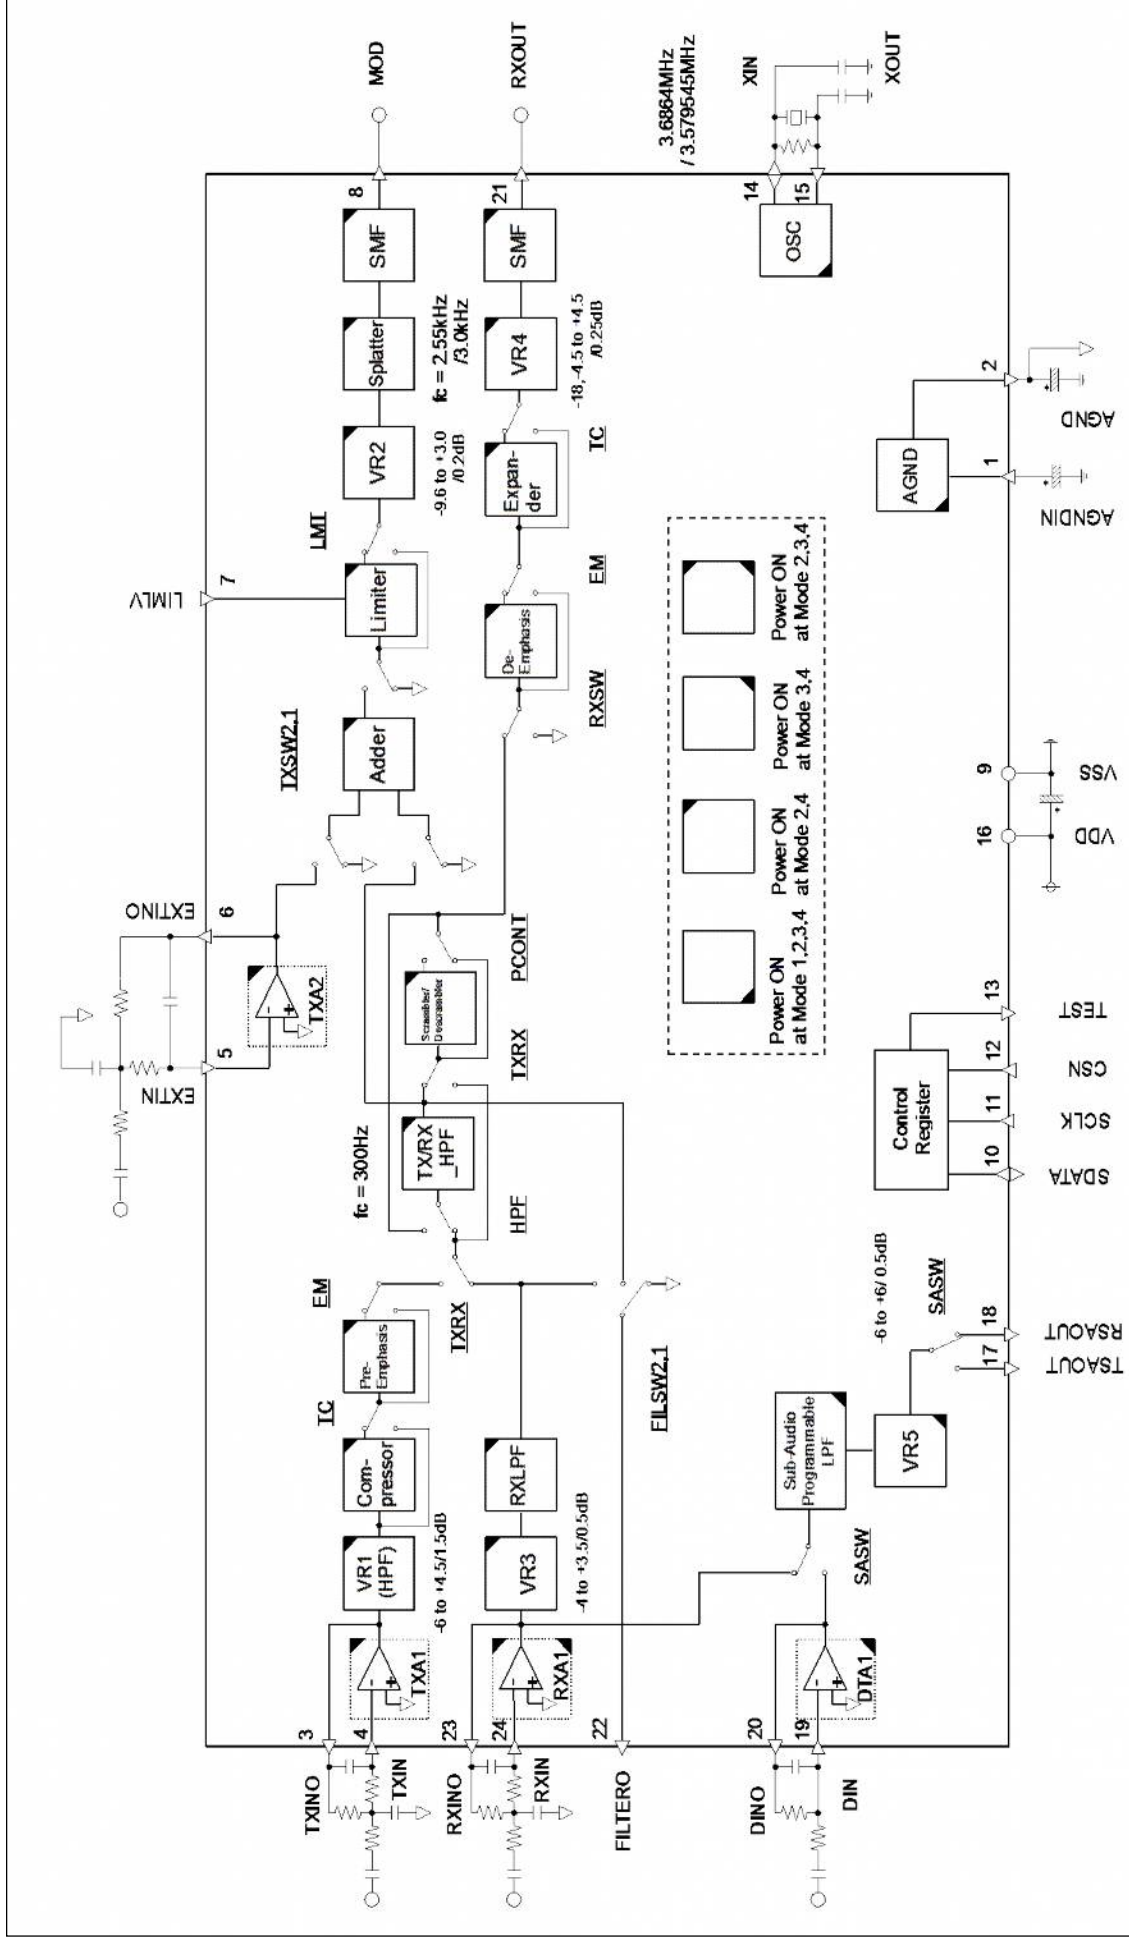 TXINO
3
4
TXIN
TXA1
VR1
(HPF)
-6 to +4.5/1.5dB
Com-
pressor
TC
Pre-
Emphasis
EM
TXRX
HPF
fc = 300Hz
TX/RX
_HPF
TXRX
Scrambler/
Descrambler
PCONT
EXTIN
5
EXTINO
6
TXA2
TXSW2,1
Adder
LIMLV
7
Limiter
LMT
VR2
-9.6 to +3.0
/0.2dB
Splatter
fc = 2.55kHz
/3.0kHz
SMF
8
MOD
RXINO
23
24
RXIN
RXA1
VR3
-4 to +3.5/0.5dB
RXLPF
FILSW2,1
RXSW
De-
Emphasis
EM
Expan-
der
TC
VR4
-18,-4.5 to +4.5
/0.25dB
SMF
21
RXOUT
22
FILTERO
DINO
20
19
DIN
DTA1
SASW
Sub-Audio
Programmable
LPF
VR5
-6 to +6/ 0.5dB
SASW
17
18
TSAOUT
RSAOUT
Control
Register
10
11
12
13
SDATA
SCLK
CSN
TEST
Power ON
at Mode 1,2,3,4
Power ON
at Mode 2,4
Power ON
at Mode 3,4
Power ON
at Mode 2,3,4
16
9
VDD
VSS
AGND
1
2
AGNDIN
AGND
OSC
14
15
3.6864MHz
/ 3.579545MHz
XIN
XOUT